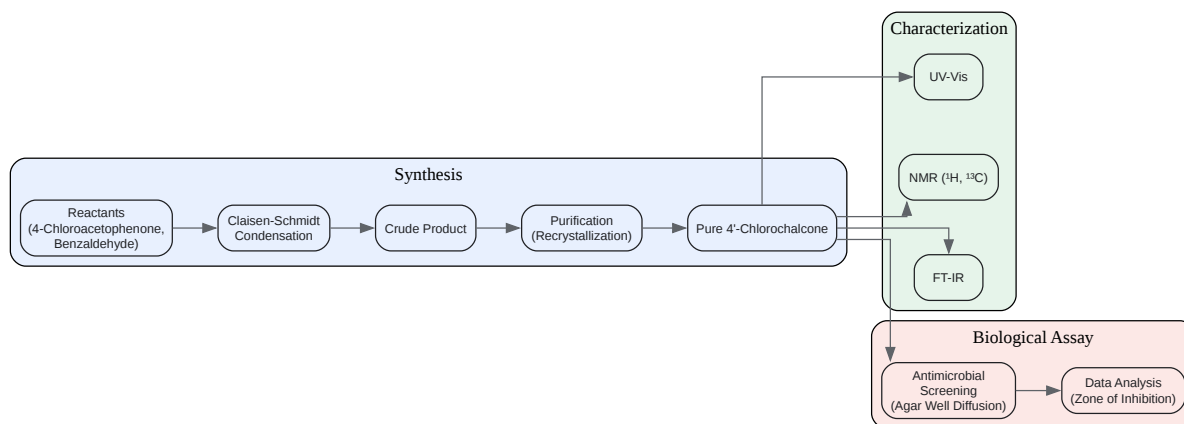 Characterization
UV-Vis
NMR (¹H, ¹³C)
FT-IR
Synthesis
Reactants
(4-Chloroacetophenone,
Benzaldehyde)
Claisen-Schmidt
Condensation
Crude Product
Purification
(Recrystallization)
Pure 4'-Chlorochalcone
Biological Assay
Antimicrobial
Screening
(Agar Well Diffusion)
Data Analysis
(Zone of Inhibition)